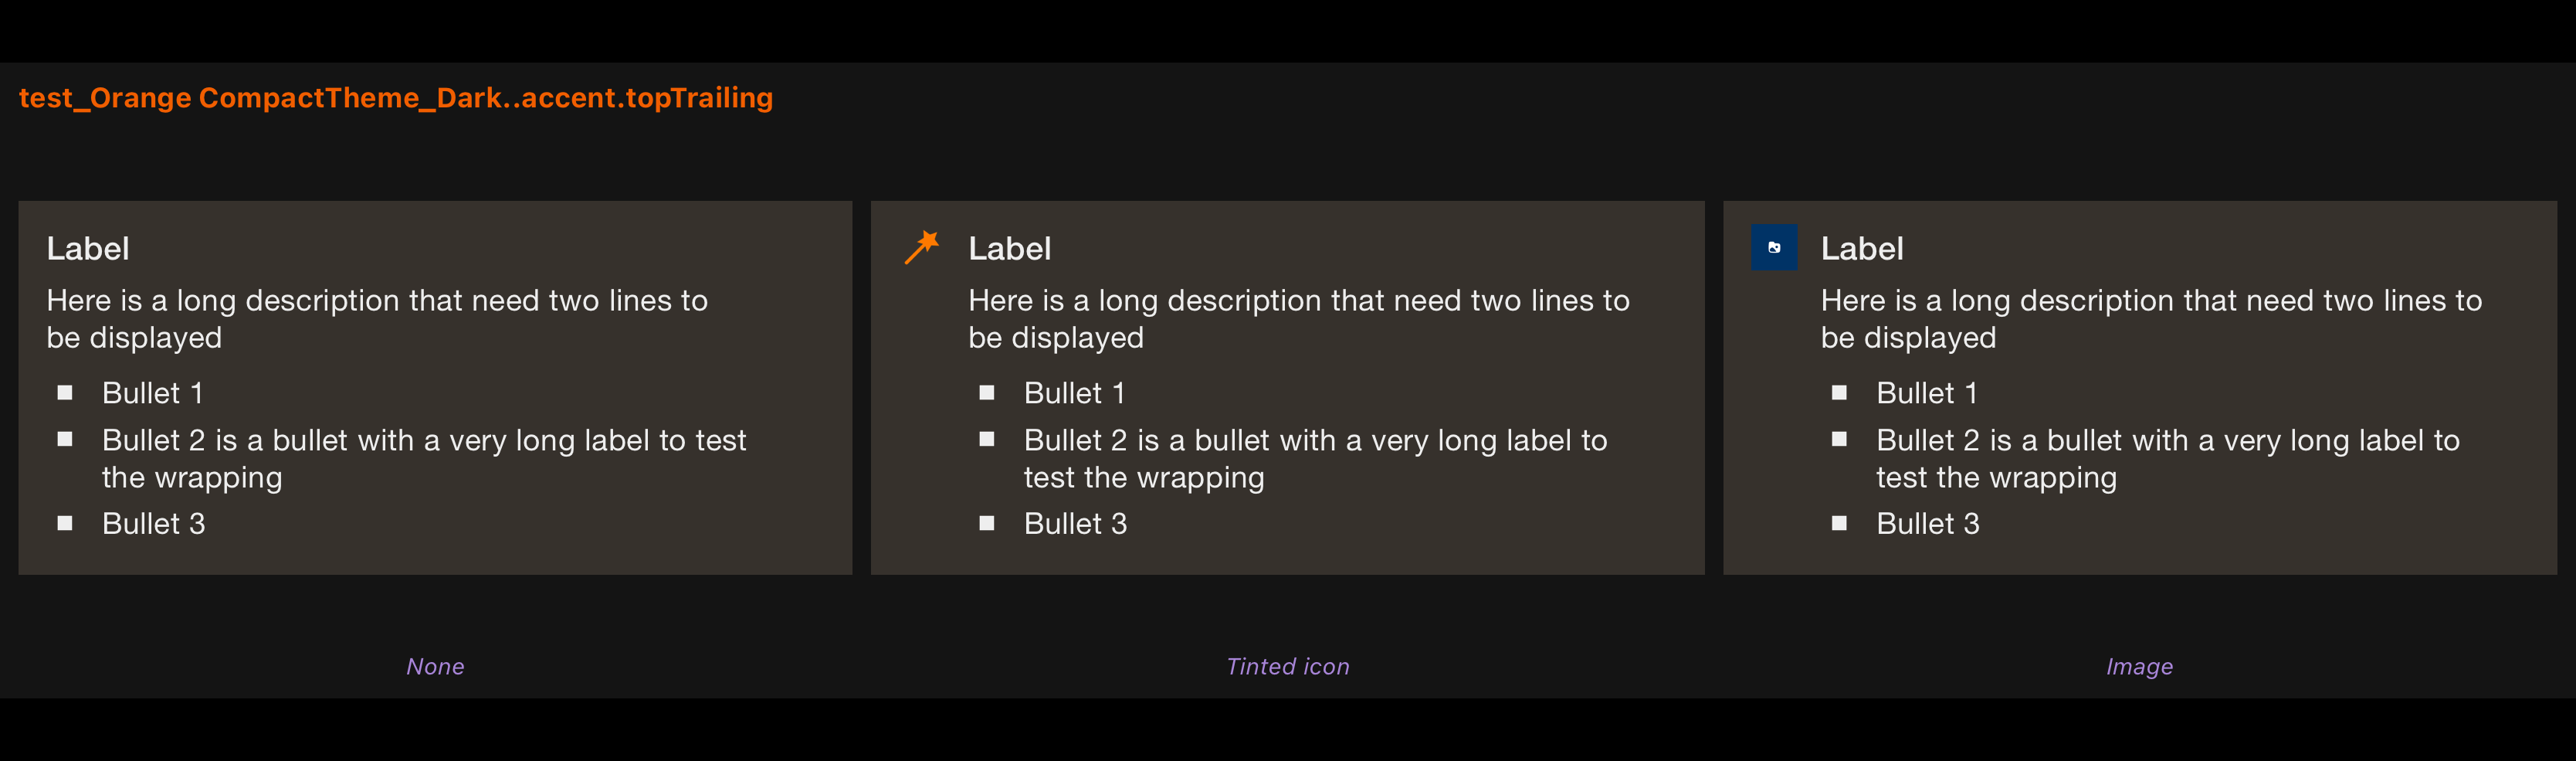 test_Orange CompactTheme_Dark..accent.topTrailing
Label
Here is a long description that need two lines to
be displayed
■ Bullet 1
■ Bullet 2 is a bullet with a very long label to test
the wrapping
■ Bullet 3
Label
Here is a long description that need two lines to
be displayed
■ Bullet 1
■ Bullet 2 is a bullet with a very long label to
test the wrapping
■ Bullet 3
Label
Here is a long description that need two lines to
be displayed
■ Bullet 1
■ Bullet 2 is a bullet with a very long label to
test the wrapping
■ Bullet 3
None
Tinted icon
Image